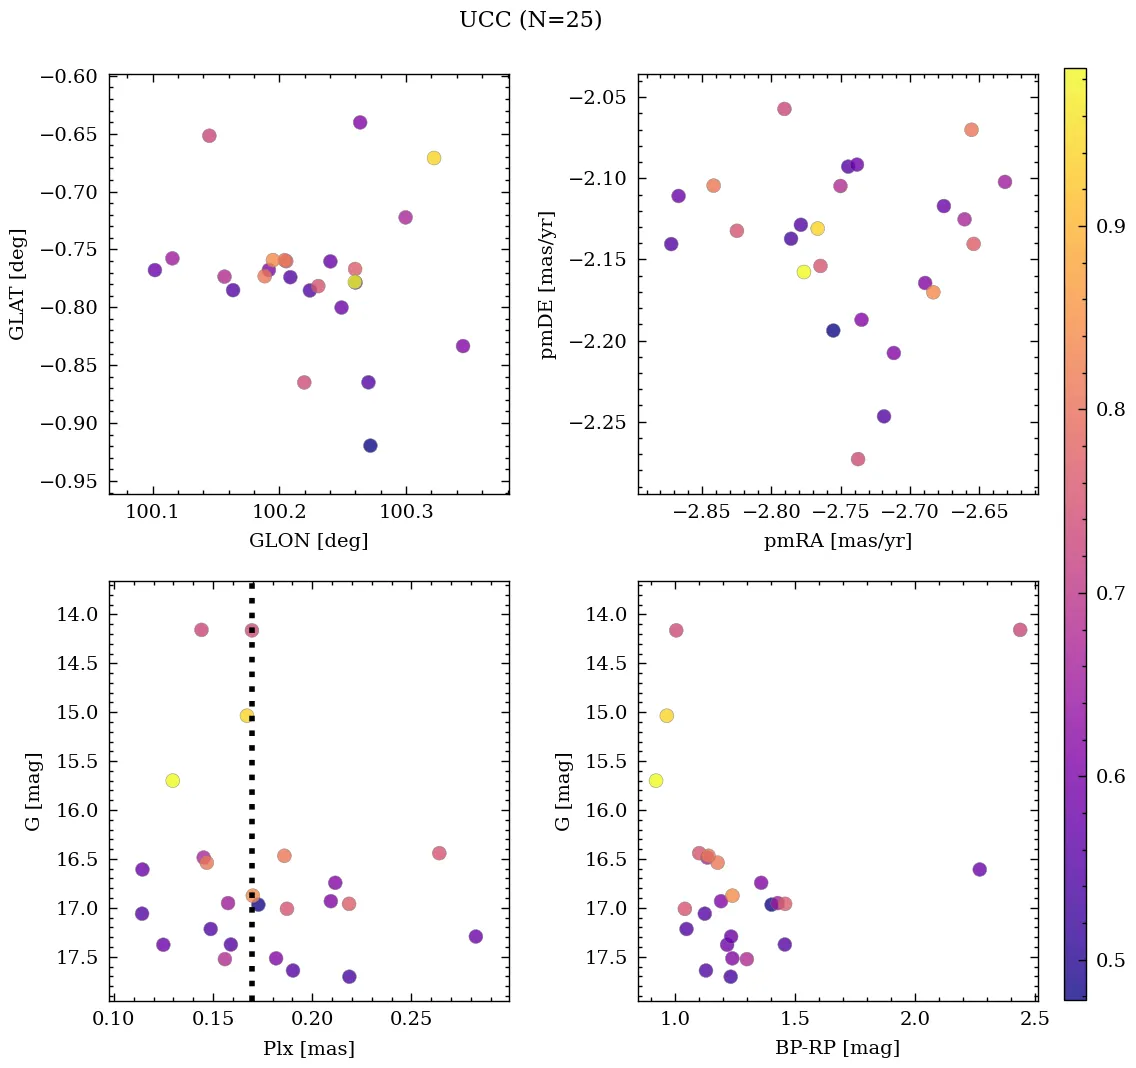 UCC (N=25)
−0.60
−0.65
−0.70
−0.75
−0.80
−0.85
−0.90
−0.95
GLAT [deg]
100.1 100.2 100.3
GLON [deg]
−2.05
−2.10
−2.15
−2.20
−2.25
pmDE [mas/yr]
−2.85 −2.80 −2.75 −2.70 −2.65
pmRA [mas/yr]
14.0
14.5
15.0
15.5
16.0
16.5
17.0
17.5
G [mag]
0.10 0.15 0.20 0.25
Plx [mas]
14.0
14.5
15.0
15.5
16.0
16.5
17.0
17.5
G [mag]
1.0 1.5 2.0 2.5
BP-RP [mag]
0.9
0.8
0.7
0.6
0.5